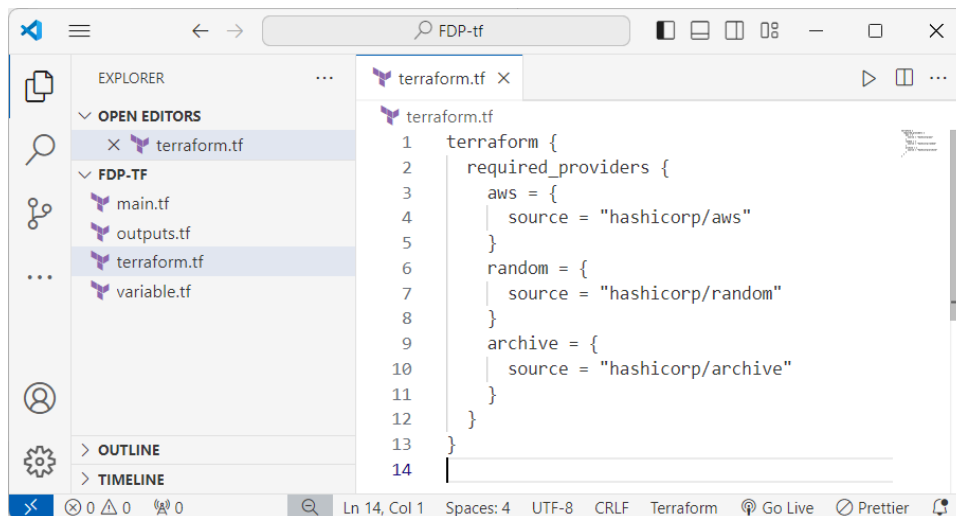 FDP-tf
EXPLORER
OPEN EDITORS
terraform.tf
FDP-TF
main.tf
outputs.tf
terraform.tf
variable.tf
OUTLINE
TIMELINE
terraform.tf
terraform.tf
1 terraform {
2 required_providers {
3 aws = {
4 source = "hashicorp/aws"
5 }
6 random = {
7 source = "hashicorp/random"
8 }
9 archive = {
10 source = "hashicorp/archive"
11 }
12 }
13 }
14
0 0 0 Ln 14, Col 1 Spaces: 4 UTF-8 CRLF Terraform Go Live Prettier